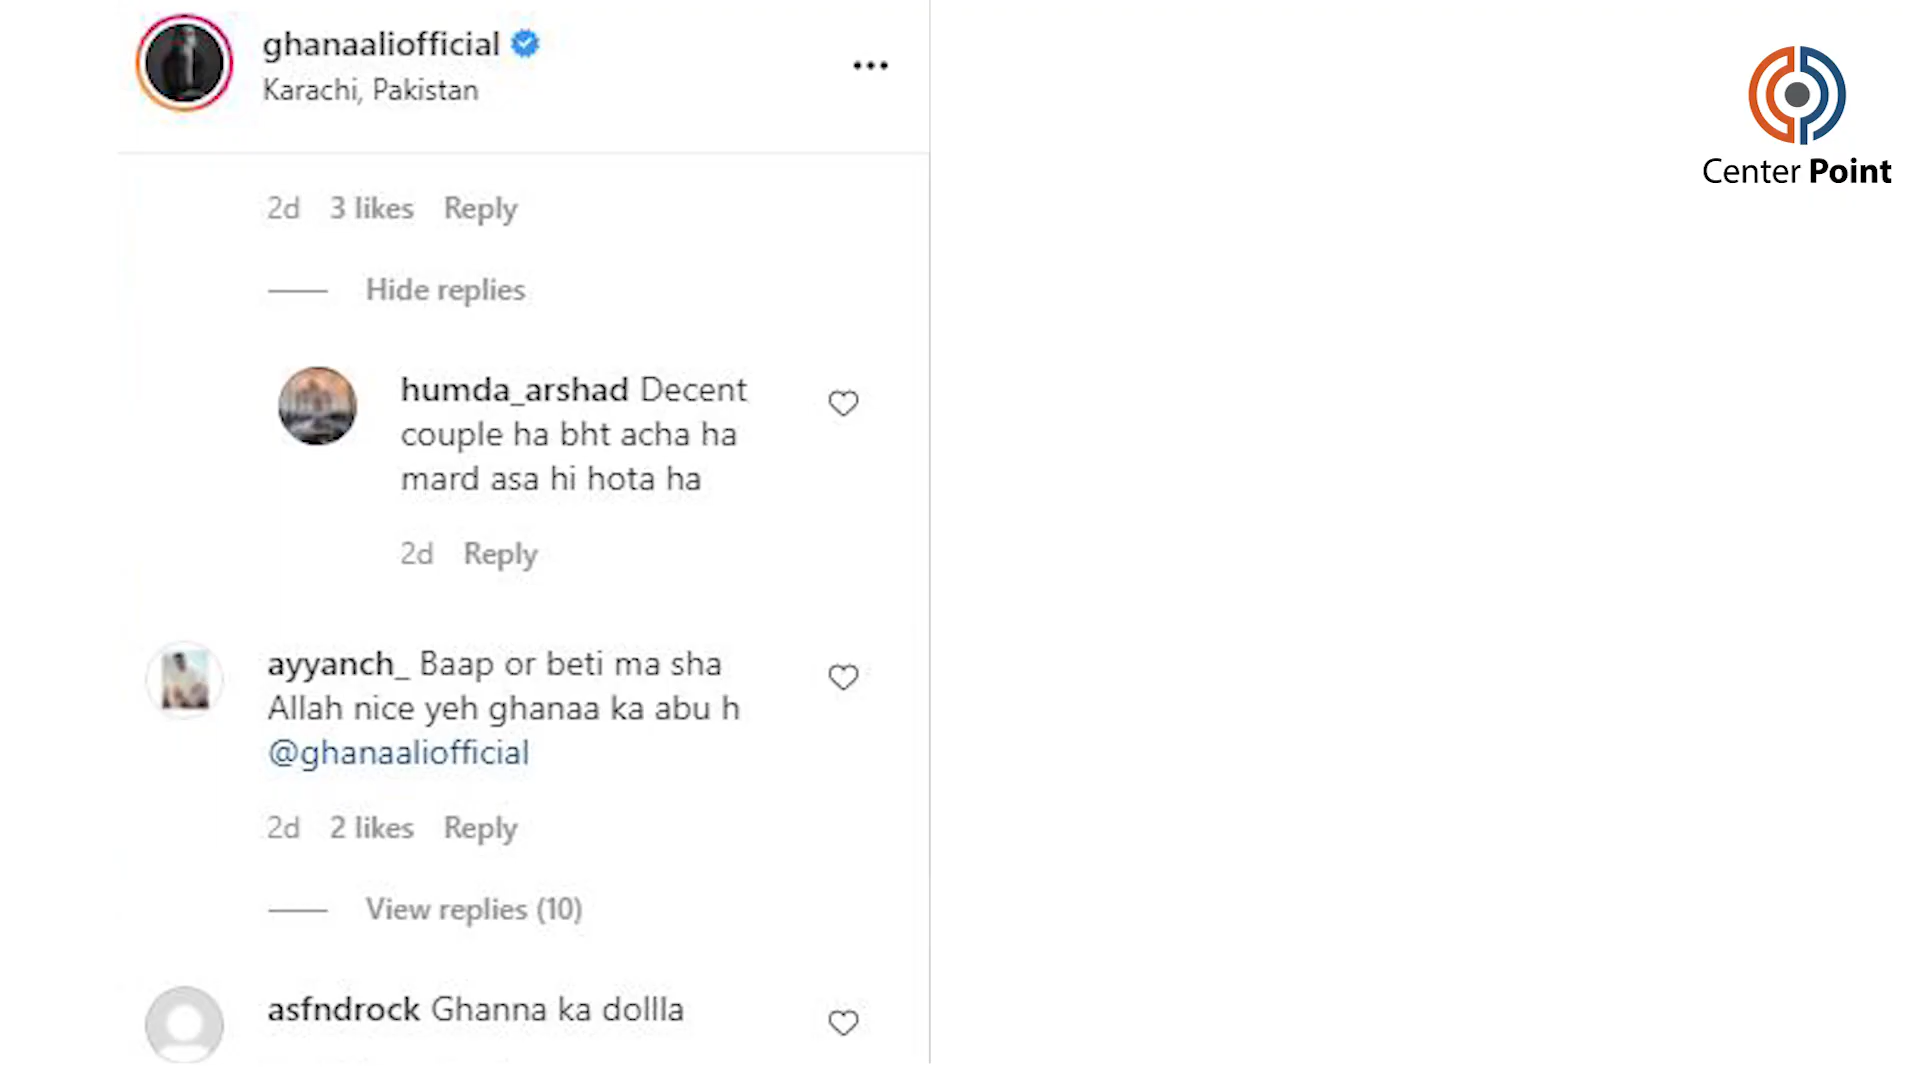 ghanaaliofficial
Karachi, Pakistan
Center Point
2d 3 likes Reply
Hide replies
humda_arshad Decent
couple ha bht acha ha
mard asa hi hota ha
2d Reply
ayyanch_ Baap or beti ma sha
Allah nice yeh ghanaa ka abu h
@ghanaaliofficial
2d 2 likes Reply
View replies (10)
asfndrock Ghanna ka dollla